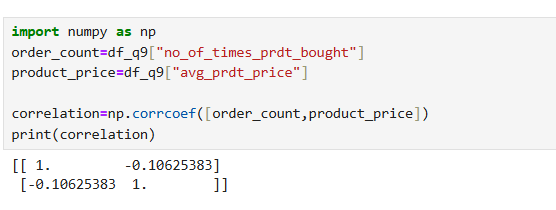 import numpy as np
order_count=df_q9["no_of_times_prdt_bought"]
product_price=df_q9["avg_prdt_price"]
correlation=np.corrcoef([order_count,product_price])
print(correlation)
[[ 1.         -0.10625383]
 [-0.10625383  1.        ]]